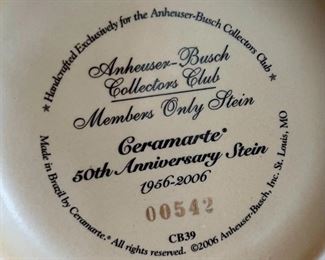 ★ Handcrafted Exclusively for the Anheuser-Busch Collectors Club ★
Anheuser-Busch
Collectors Club
Members Only Stein
Ceramarte®
50th Anniversary Stein
1956-2006
00542
CB39
Made in Brazil by Ceramarte.® All rights reserved. ©2006 Anheuser-Busch, Inc. St. Louis, MO